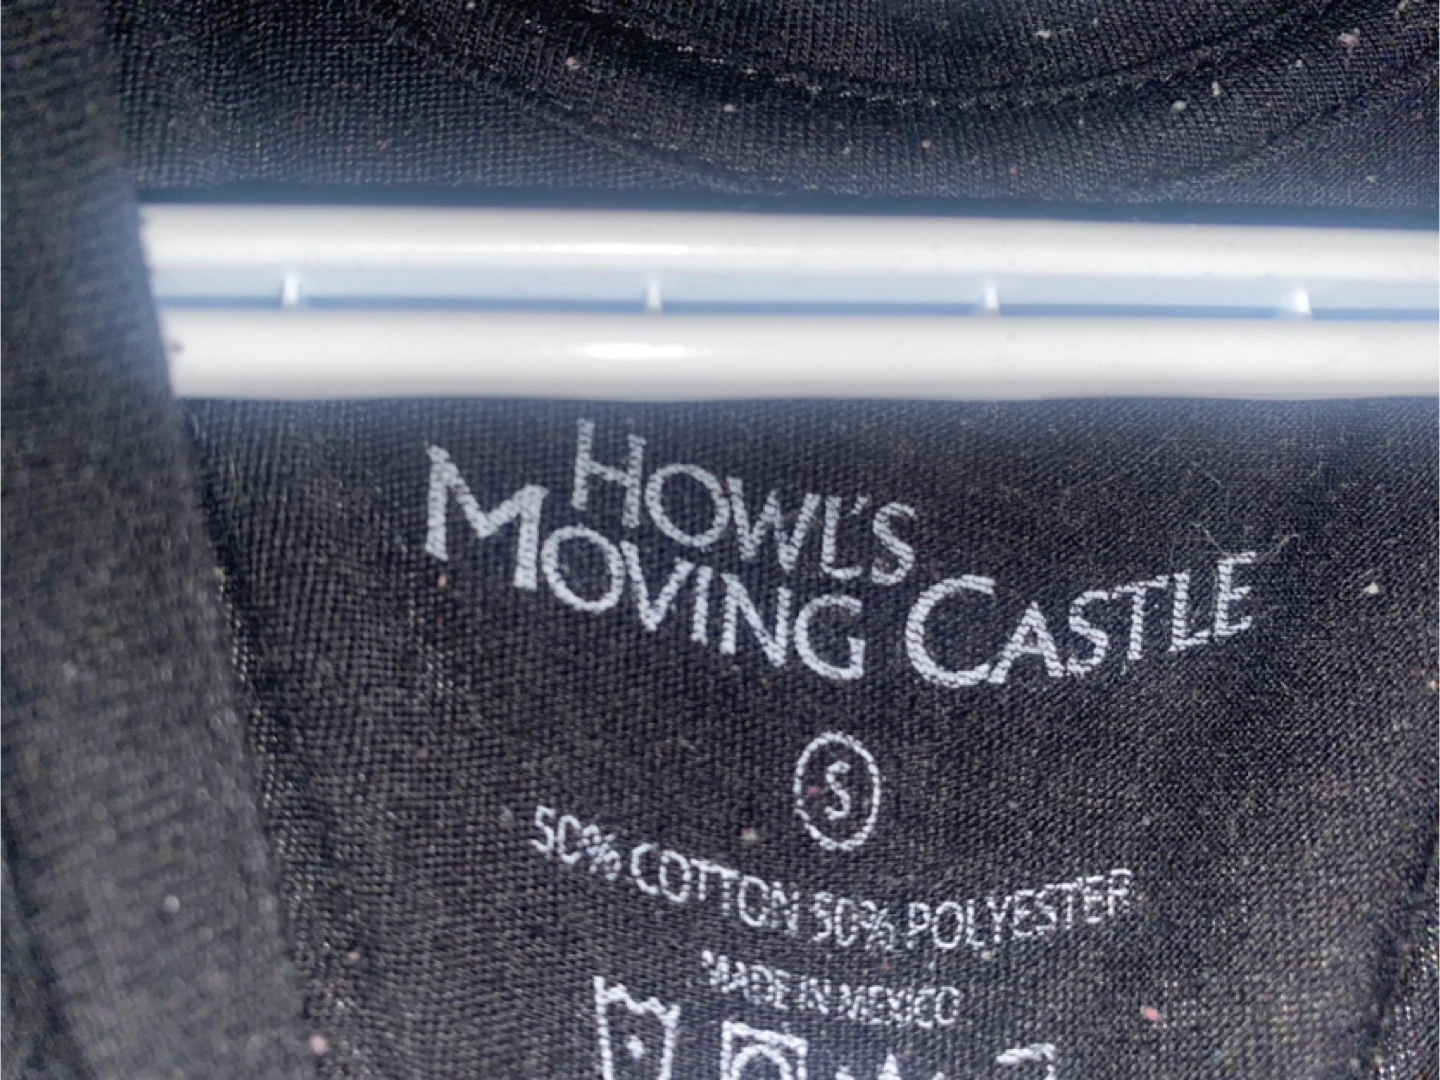 HOWL'S
MOVING CASTLE
S
50% COTTON 50% POLYESTER
MADE IN MEXICO